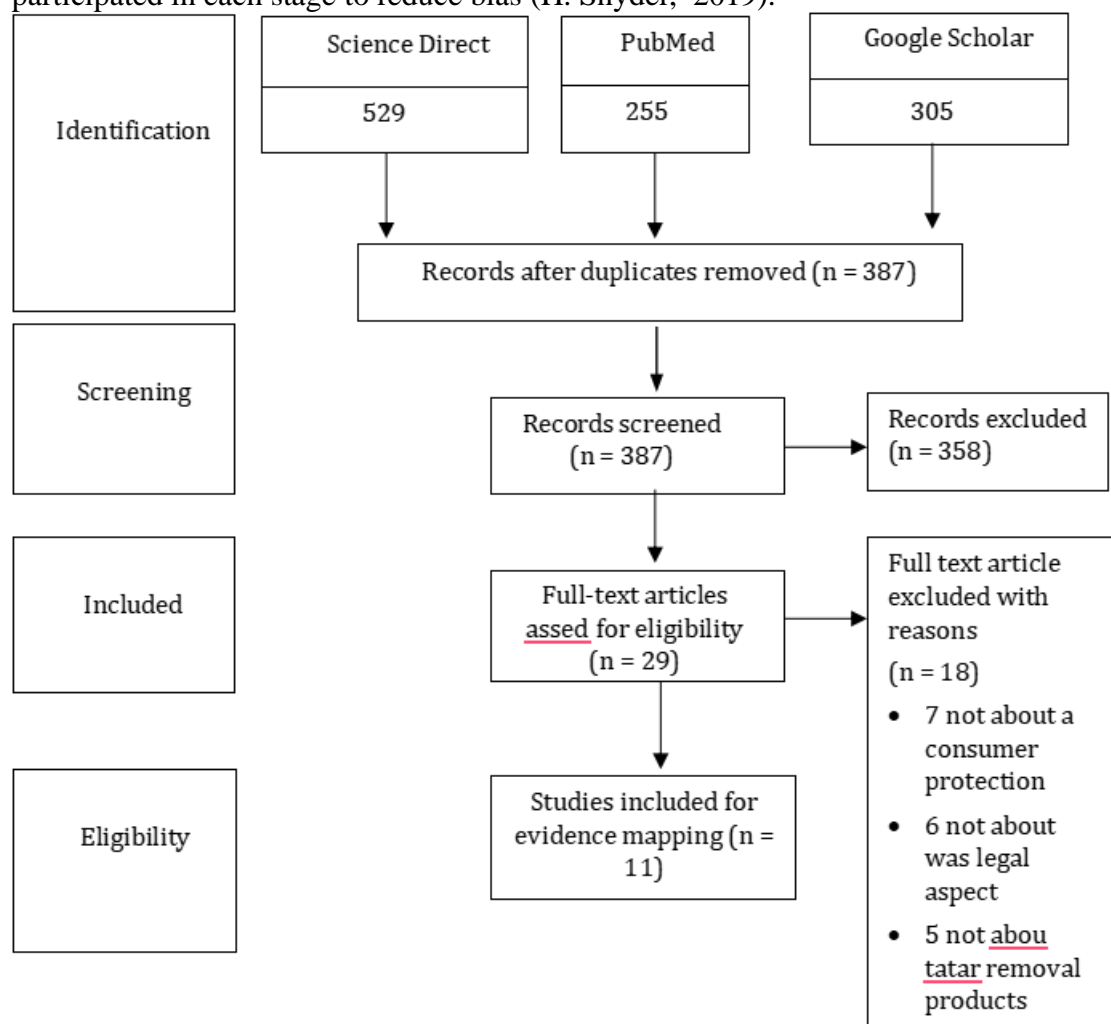 participated in each stage to reduce bias (H. Snyder, 2019).
Science Direct
529
PubMed
255
Google Scholar
305
Identification
Records after duplicates removed (n = 387)
Screening
Records screened
(n = 387)
Records excluded
(n = 358)
Included
Full-text articles
assed for eligibility
(n = 29)
Full text article
excluded with
reasons
(n = 18)
• 7 not about a
consumer
protection
• 6 not about
was legal
aspect
• 5 not abou
tatar removal
products
Eligibility
Studies included for
evidence mapping (n =
11)